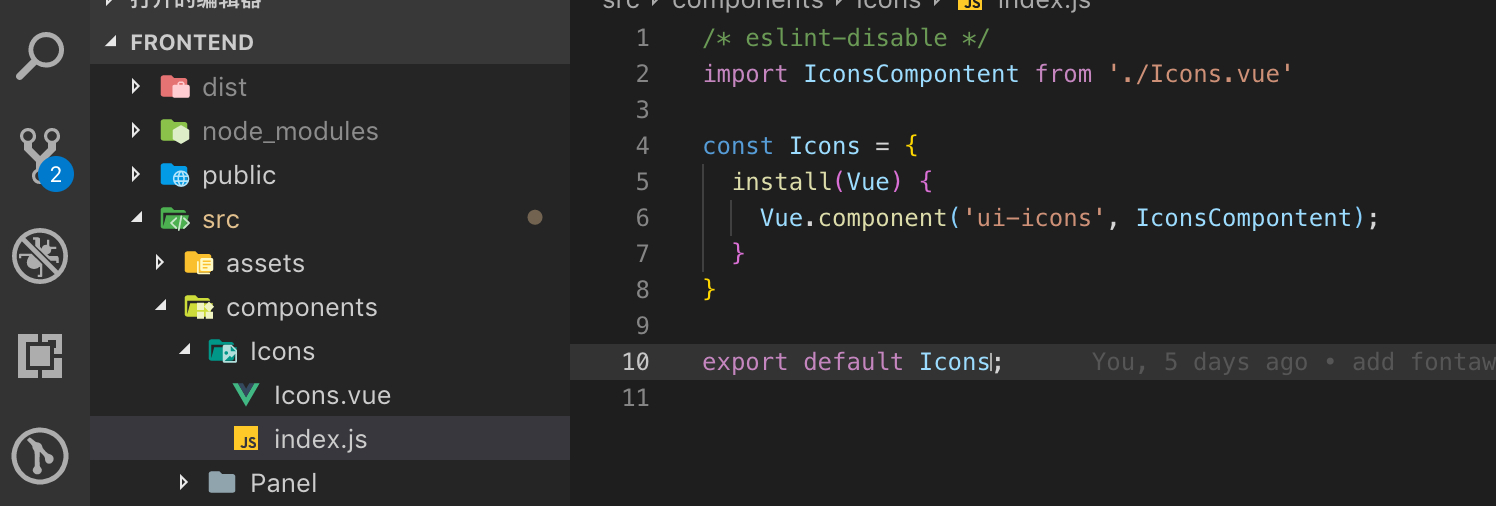 打开的编辑器
FRONTEND
dist
node_modules
public
src
assets
components
Icons
Icons.vue
index.js
Panel
2
JS
src components Icons JS index.js
1 /* eslint-disable */
2 import IconsCompontent from './Icons.vue'
3
4 const Icons = {
5 install(Vue) {
6 Vue.component('ui-icons', IconsCompontent);
7 }
8 }
9
10 export default Icons; You, 5 days ago • add fontaw
11